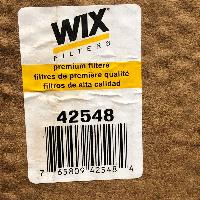 WIX
FILTERS
premium filters
filtres de première qualité
filtros de alta calidad
42548
7 65809 42548 4